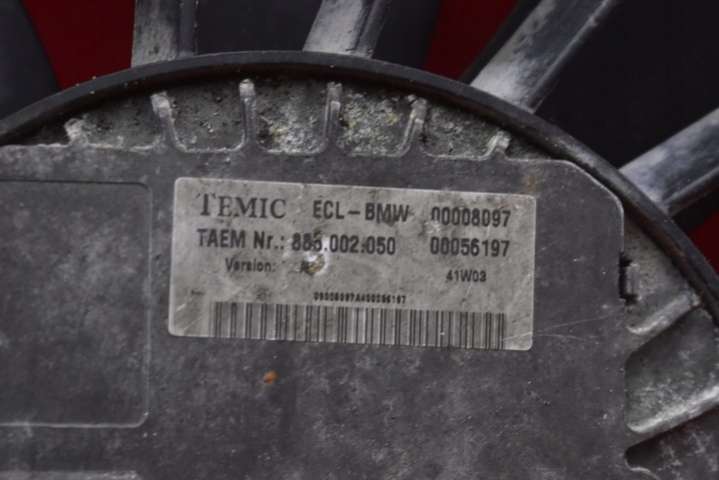 TEMIC ECL-BMW 00008097
TAEM Nr.: 885.002.050 00056197
Version:
41W03